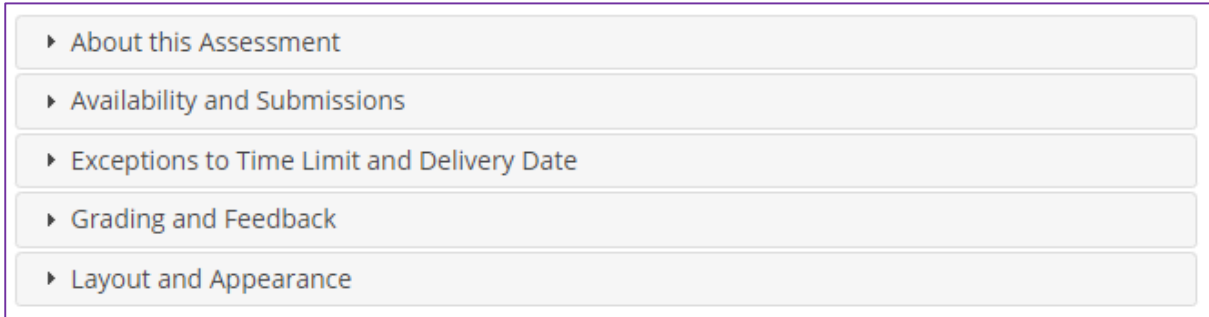 About this Assessment
Availability and Submissions
Exceptions to Time Limit and Delivery Date
Grading and Feedback
Layout and Appearance